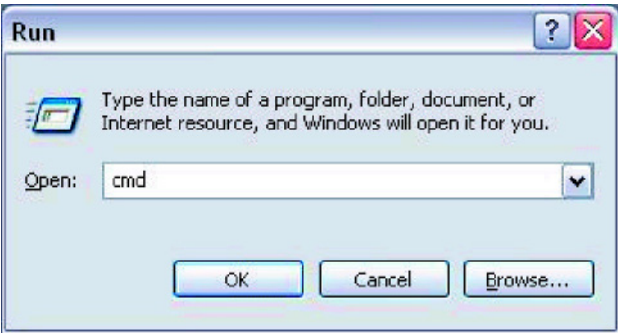 Run
Type the name of a program, folder, document, or
Internet resource, and Windows will open it for you.
Open: cmd
OK Cancel Browse...